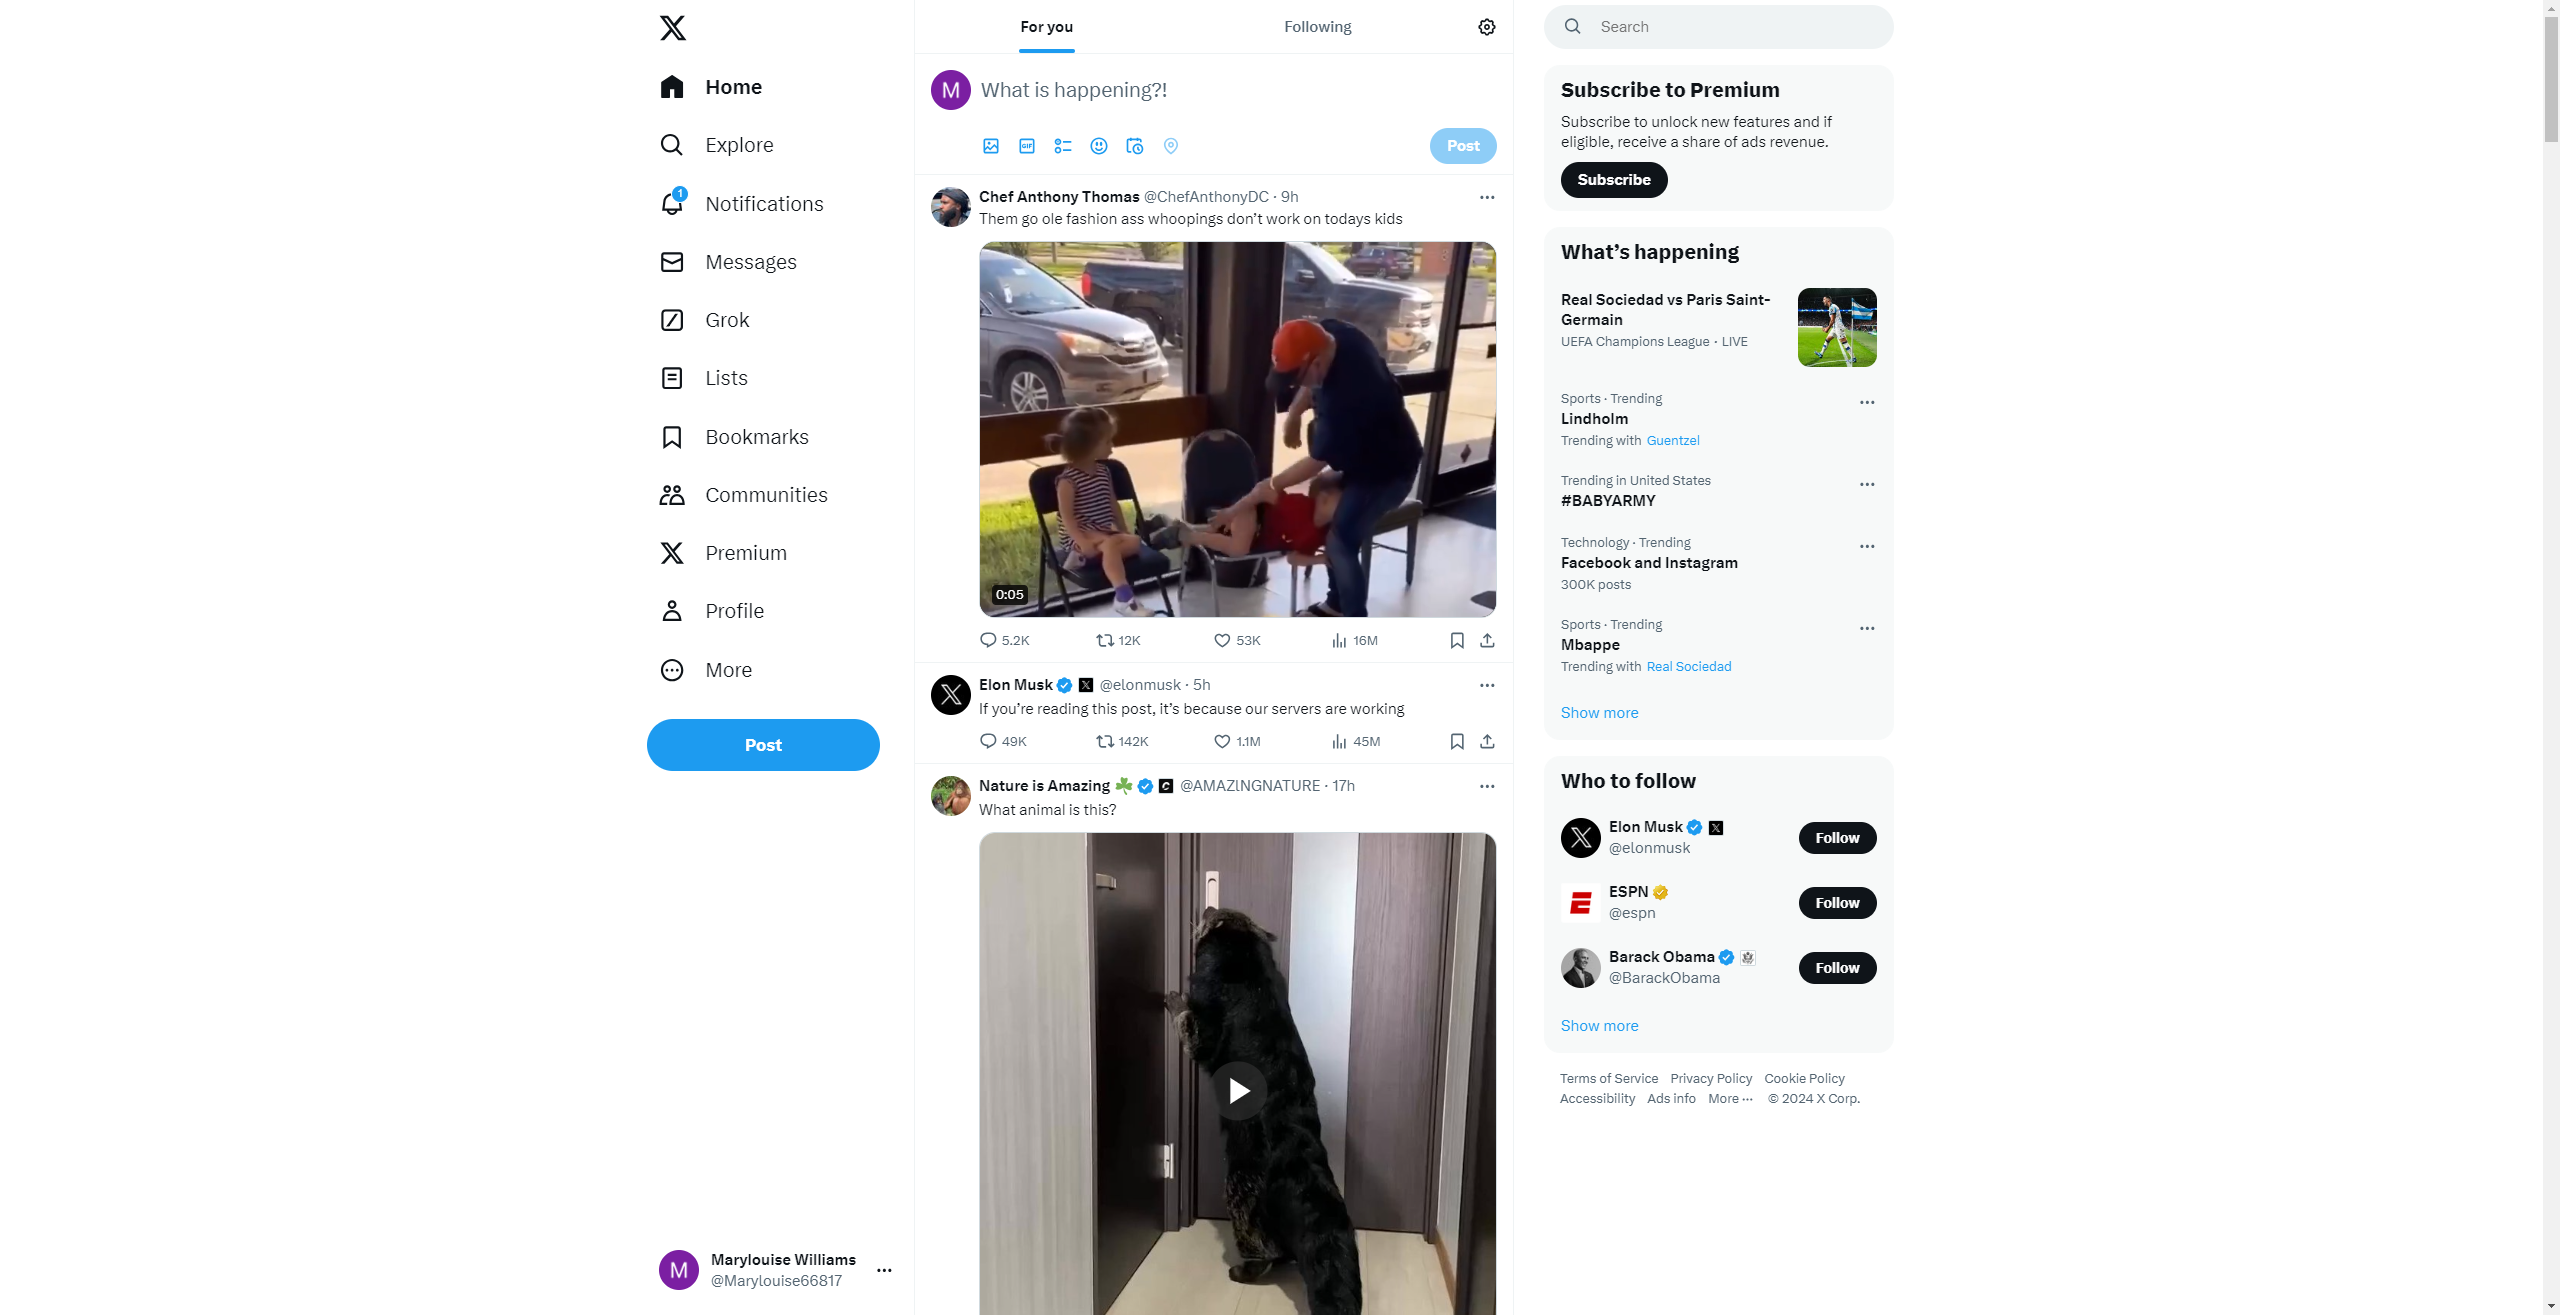 Home
Explore
1
Notifications
Messages
Grok
Lists
Bookmarks
Communities
Premium
Profile
More
Post
M
Marylouise Williams
@Marylouise66817
For you
Following
M
What is happening?!
GIF
Post
Chef Anthony Thomas @ChefAnthonyDC · 9h
Them go ole fashion ass whoopings don’t work on todays kids
0:05
5.2K 12K 53K 16M
Elon Musk @elonmusk · 5h
If you’re reading this post, it’s because our servers are working
49K 142K 1.1M 45M
Nature is Amazing ☘️ @AMAZlNGNATURE · 17h
What animal is this?
Search
Subscribe to Premium
Subscribe to unlock new features and if
eligible, receive a share of ads revenue.
Subscribe
What’s happening
Real Sociedad vs Paris Saint-
Germain
UEFA Champions League · LIVE
Sports · Trending
Lindholm
Trending with Guentzel
Trending in United States
#BABYARMY
Technology · Trending
Facebook and Instagram
300K posts
Sports · Trending
Mbappe
Trending with Real Sociedad
Show more
Who to follow
Elon Musk
@elonmusk
Follow
ESPN
@espn
Follow
Barack Obama
@BarackObama
Follow
Show more
Terms of Service Privacy Policy Cookie Policy
Accessibility Ads info More ··· © 2024 X Corp.